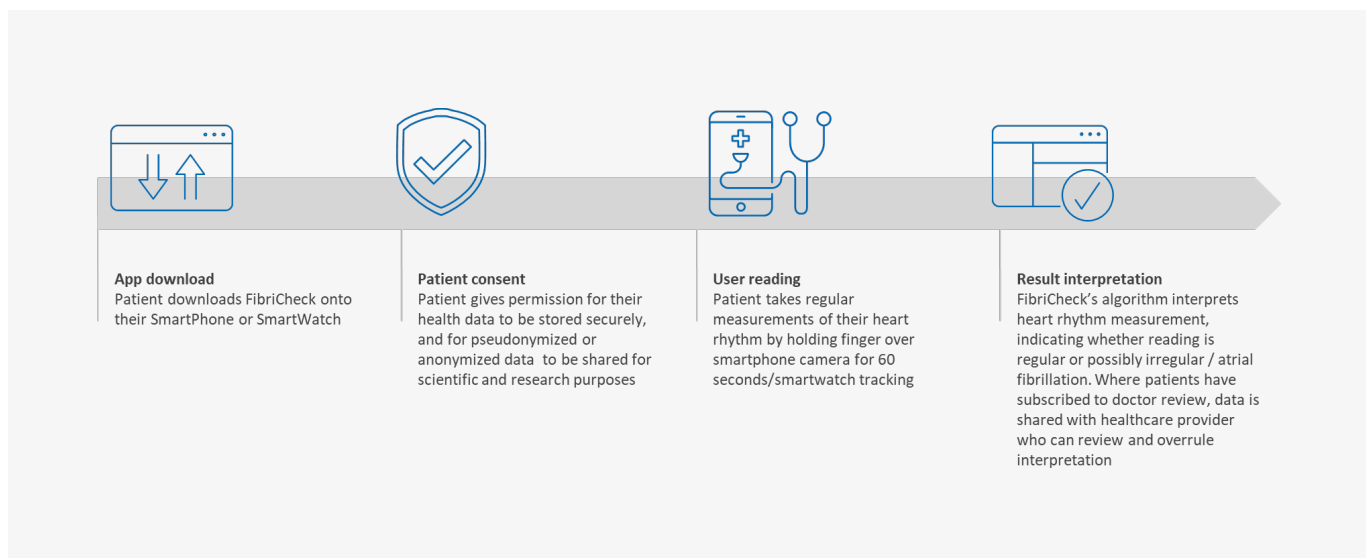 App download
Patient downloads FibriCheck onto
their SmartPhone or SmartWatch
Patient consent
Patient gives permission for their
health data to be stored securely,
and for pseudonymized or
anonymized data  to be shared for
scientific and research purposes
User reading
Patient takes regular
measurements of their heart
rhythm by holding finger over
smartphone camera for 60
seconds/smartwatch tracking
Result interpretation
FibriCheck’s algorithm interprets
heart rhythm measurement,
indicating whether reading is
regular or possibly irregular / atrial
fibrillation. Where patients have
subscribed to doctor review, data is
shared with healthcare provider
who can review and overrule
interpretation